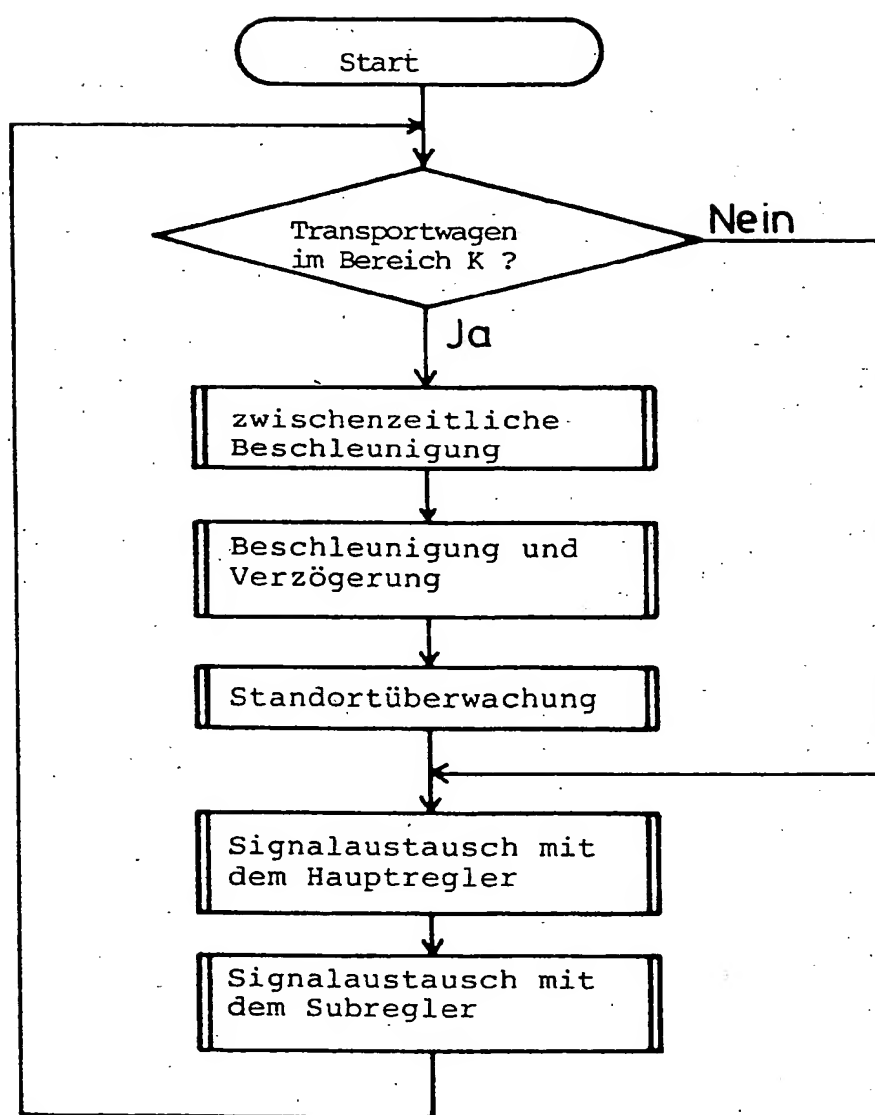 Start
Transportwagen
im Bereich K ?
Nein
Ja
zwischenzeitliche
Beschleunigung
Beschleunigung und
Verzögerung
Standortüberwachung
Signalaustausch mit
dem Hauptregler
Signalaustausch mit
dem Subregler